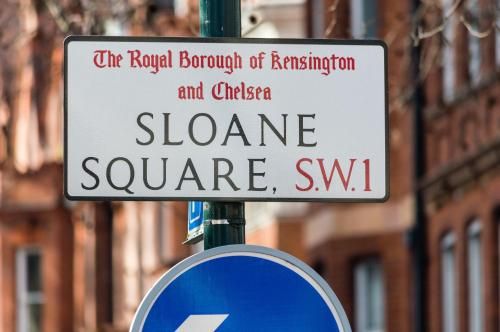 The Royal Borough of Kensington
and Chelsea
SLOANE
SQUARE, S.W.1